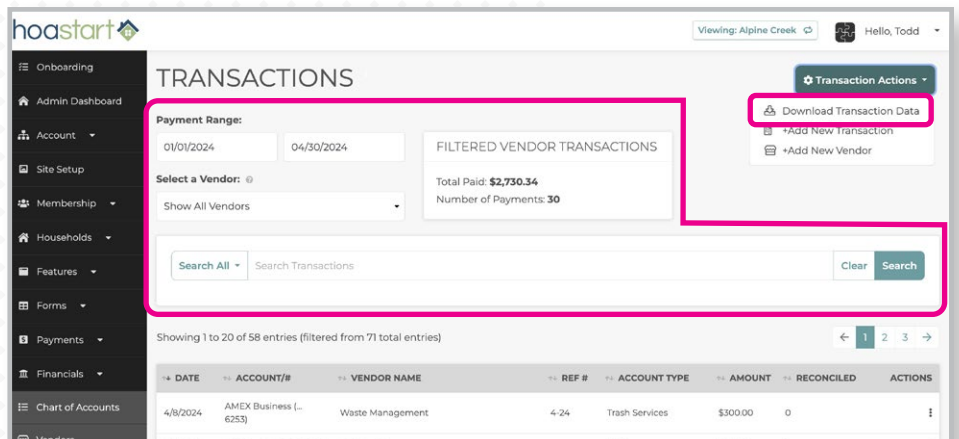 hoastart
Viewing: Alpine Creek
Hello, Todd
Onboarding
Admin Dashboard
Account
Site Setup
Membership
Households
Features
Forms
Payments
Financials
Chart of Accounts
Vendors
TRANSACTIONS
Transaction Actions
Download Transaction Data
+Add New Transaction
+Add New Vendor
Payment Range:
01/01/2024 04/30/2024
Select a Vendor:
Show All Vendors
FILTERED VENDOR TRANSACTIONS
Total Paid: $2,730.34
Number of Payments: 30
Search All Search Transactions Clear Search
Showing 1 to 20 of 58 entries (filtered from 71 total entries)
← 1 2 3 →
DATE ACCOUNT/# VENDOR NAME REF # ACCOUNT TYPE AMOUNT RECONCILED ACTIONS
4/8/2024 AMEX Business (... Waste Management 4-24 Trash Services $300.00 0
6253)